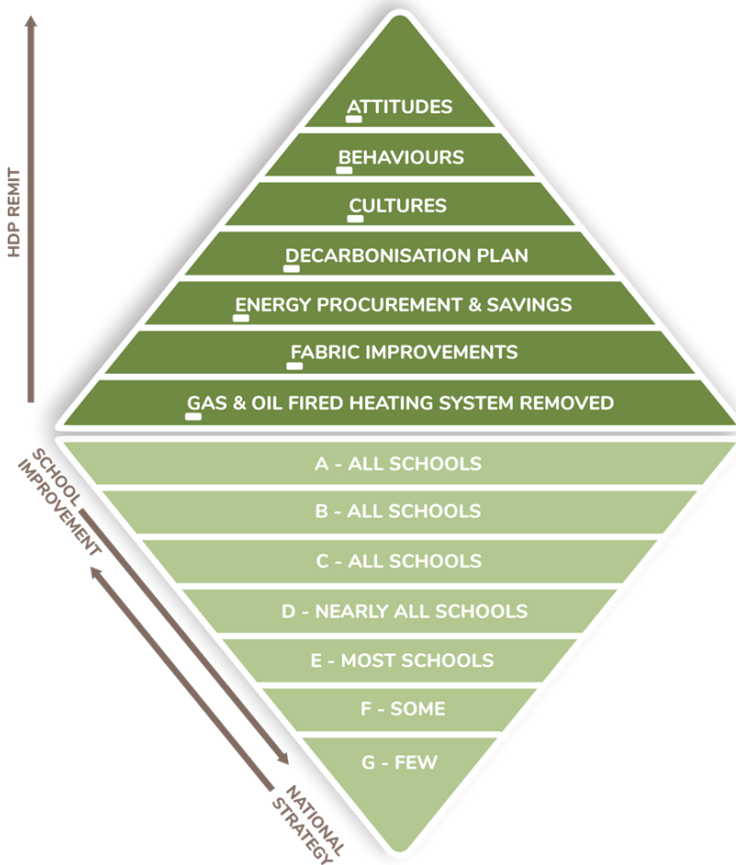 HDP REMIT
ATTITUDES
BEHAVIOURS
CULTURES
DECARBONISATION PLAN
ENERGY PROCUREMENT & SAVINGS
FABRIC IMPROVEMENTS
GAS & OIL FIRED HEATING SYSTEM REMOVED
A - ALL SCHOOLS
B - ALL SCHOOLS
C - ALL SCHOOLS
D - NEARLY ALL SCHOOLS
E - MOST SCHOOLS
F - SOME
G - FEW
SCHOOL
IMPROVEMENT
NATIONAL
STRATEGY